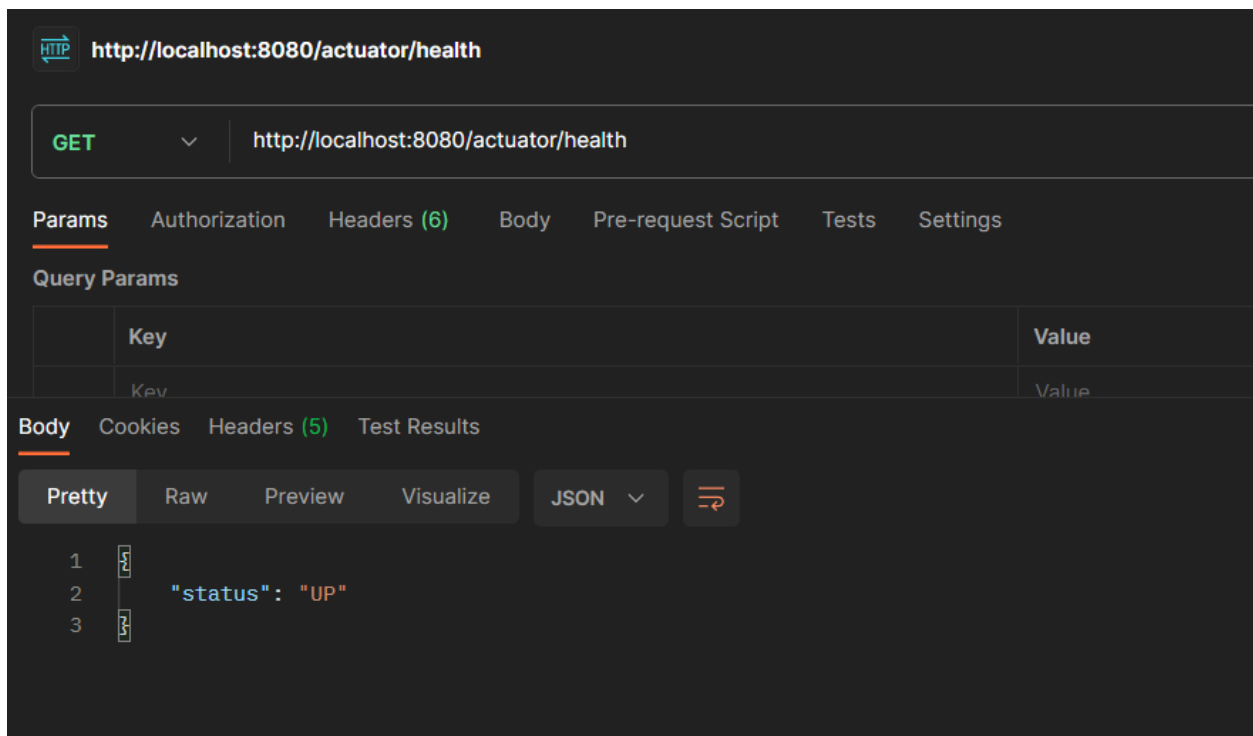 HTTP http://localhost:8080/actuator/health
GET http://localhost:8080/actuator/health
Params Authorization Headers (6) Body Pre-request Script Tests Settings
Query Params
Key Value
Key Value
Body Cookies Headers (5) Test Results
Pretty Raw Preview Visualize JSON
1 {
2 "status": "UP"
3 }